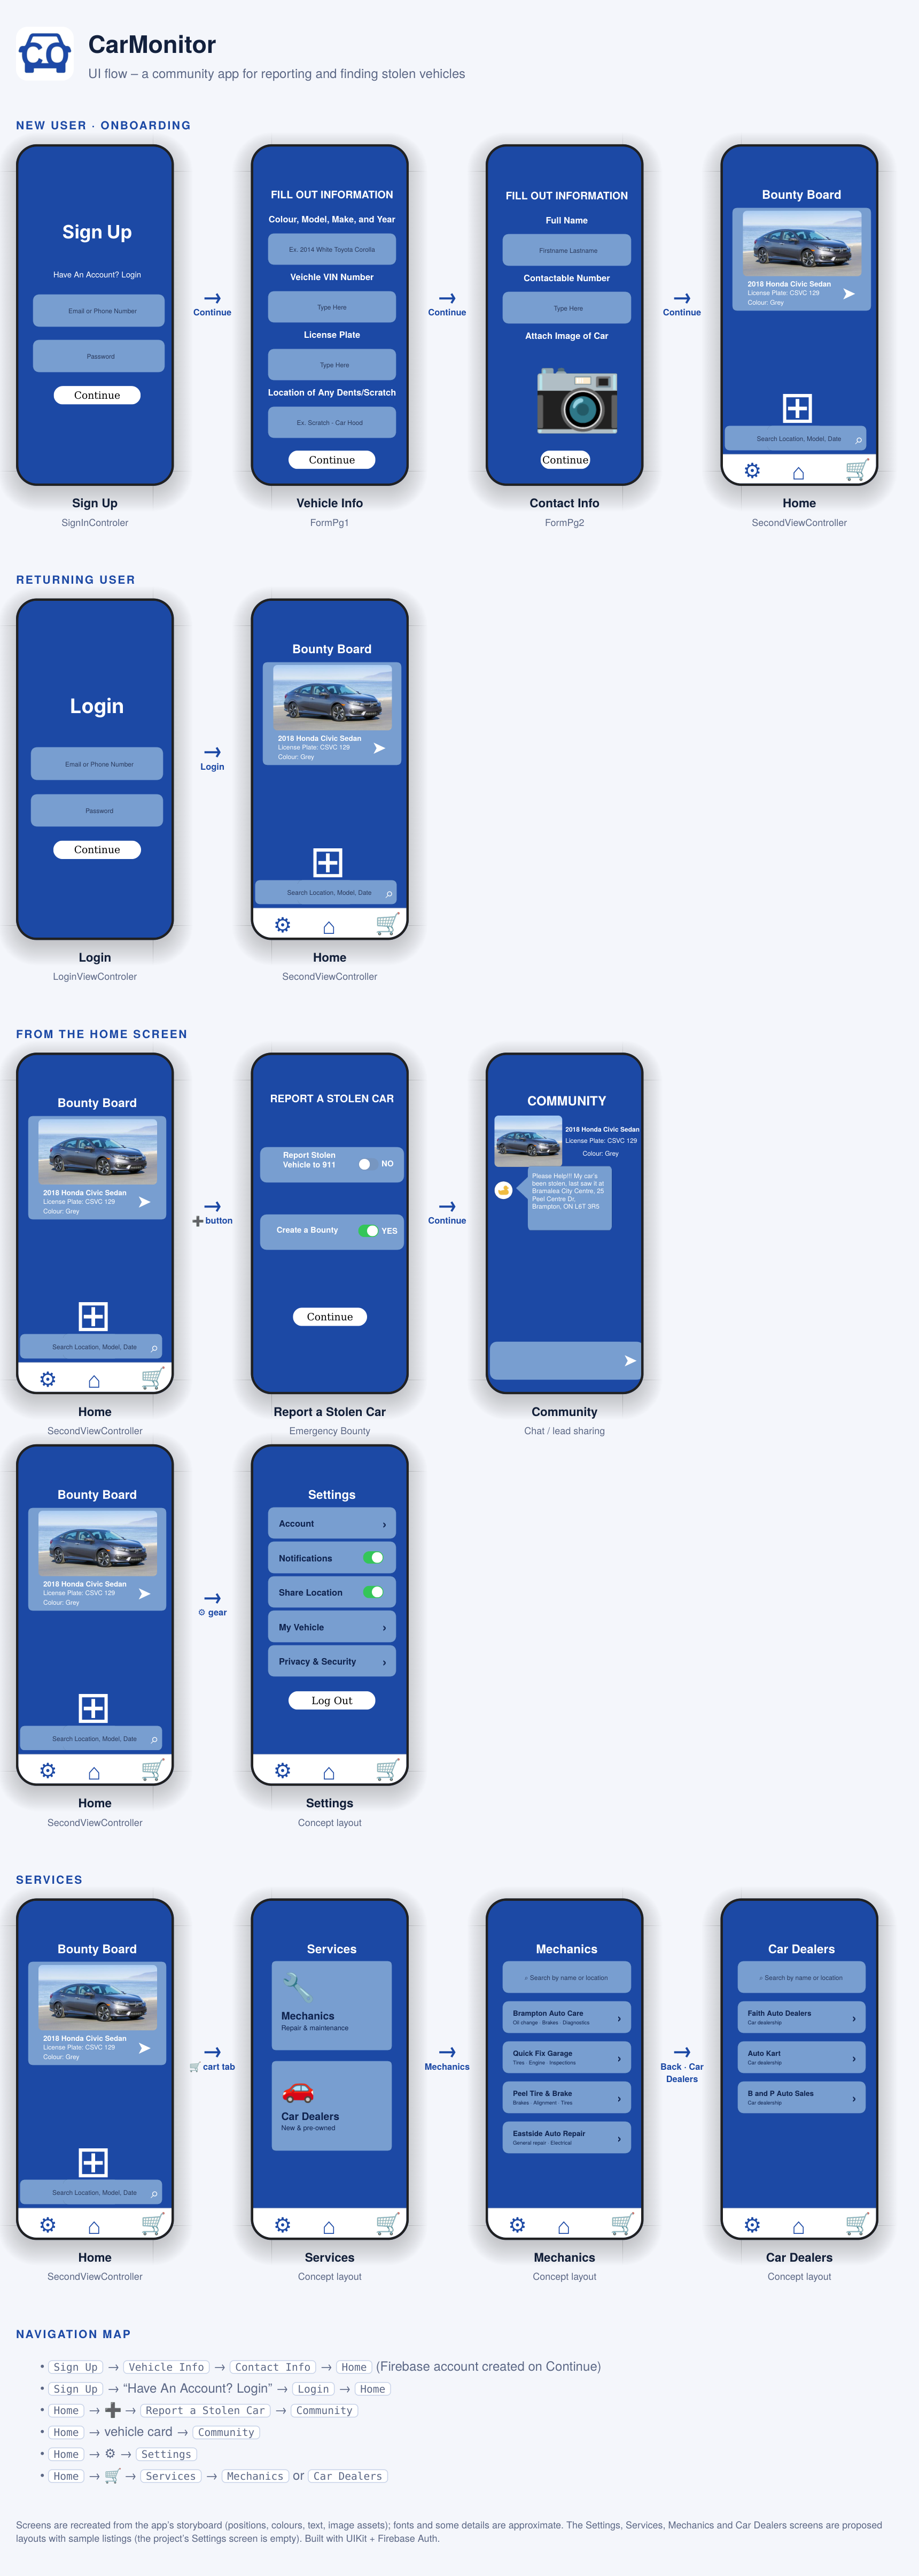 CarMonitor
UI flow – a community app for reporting and finding stolen vehicles
NEW USER · ONBOARDING
Sign Up
Have An Account? Login
Email or Phone Number
Password
Continue
Sign Up
SignInControler
→
Continue
FILL OUT INFORMATION
Colour, Model, Make, and Year
Ex. 2014 White Toyota Corolla
Veichle VIN Number
Type Here
License Plate
Type Here
Location of Any Dents/Scratch
Ex. Scratch - Car Hood
Continue
Vehicle Info
FormPg1
→
Continue
FILL OUT INFORMATION
Full Name
Firstname Lastname
Contactable Number
Type Here
Attach Image of Car
Continue
Contact Info
FormPg2
→
Continue
Bounty Board
2018 Honda Civic Sedan
License Plate: CSVC 129
Colour: Grey
Search Location, Model, Date
Home
SecondViewController
RETURNING USER
Login
Email or Phone Number
Password
Continue
Login
LoginViewControler
→
Login
Bounty Board
2018 Honda Civic Sedan
License Plate: CSVC 129
Colour: Grey
Search Location, Model, Date
Home
SecondViewController
FROM THE HOME SCREEN
Bounty Board
2018 Honda Civic Sedan
License Plate: CSVC 129
Colour: Grey
Search Location, Model, Date
Home
SecondViewController
→
➕ button
REPORT A STOLEN CAR
Report Stolen
Vehicle to 911
NO
Create a Bounty
YES
Continue
Report a Stolen Car
Emergency Bounty
→
Continue
COMMUNITY
2018 Honda Civic Sedan
License Plate: CSVC 129
Colour: Grey
Please Help!!! My car's
been stolen, last saw it at
Bramalea City Centre, 25
Peel Centre Dr,
Brampton, ON L6T 3R5
Community
Chat / lead sharing
Bounty Board
2018 Honda Civic Sedan
License Plate: CSVC 129
Colour: Grey
Search Location, Model, Date
Home
SecondViewController
→
⚙ gear
Settings
Account ›
Notifications
Share Location
My Vehicle ›
Privacy & Security ›
Log Out
Settings
Concept layout
SERVICES
Bounty Board
2018 Honda Civic Sedan
License Plate: CSVC 129
Colour: Grey
Search Location, Model, Date
Home
SecondViewController
→
🛒 cart tab
Services
Mechanics
Repair & maintenance
Car Dealers
New & pre-owned
Services
Concept layout
→
Mechanics
Mechanics
Search by name or location
Brampton Auto Care ›
Oil change · Brakes · Diagnostics
Quick Fix Garage ›
Tires · Engine · Inspections
Peel Tire & Brake ›
Brakes · Alignment · Tires
Eastside Auto Repair ›
General repair · Electrical
Mechanics
Concept layout
→
Back · Car
Dealers
Car Dealers
Search by name or location
Faith Auto Dealers ›
Car dealership
Auto Kart ›
Car dealership
B and P Auto Sales ›
Car dealership
Car Dealers
Concept layout
NAVIGATION MAP
• Sign Up → Vehicle Info → Contact Info → Home (Firebase account created on Continue)
• Sign Up → “Have An Account? Login” → Login → Home
• Home → ➕ → Report a Stolen Car → Community
• Home → vehicle card → Community
• Home → ⚙ → Settings
• Home → 🛒 → Services → Mechanics or Car Dealers
Screens are recreated from the app's storyboard (positions, colours, text, image assets); fonts and some details are approximate. The Settings, Services, Mechanics and Car Dealers screens are proposed
layouts with sample listings (the project's Settings screen is empty). Built with UIKit + Firebase Auth.